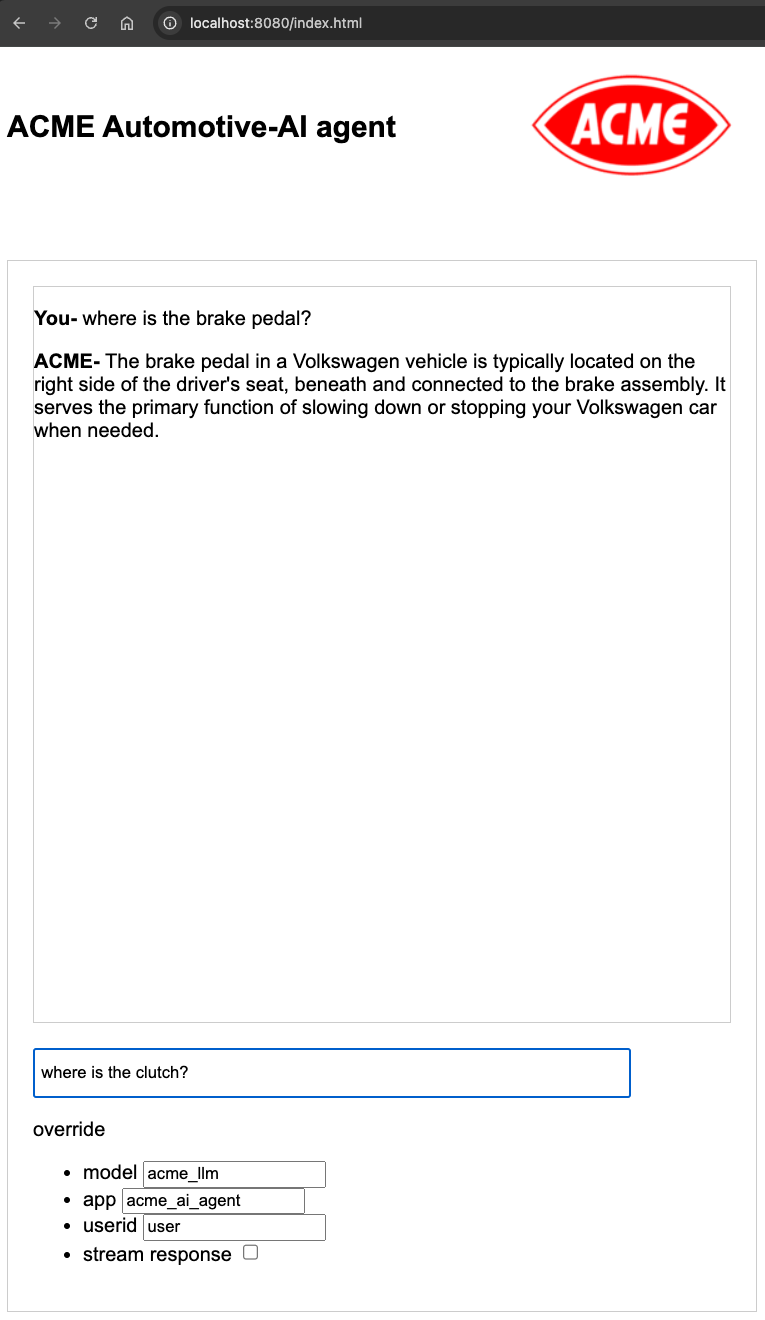 localhost:8080/index.html
ACME Automotive-AI agent
ACME
You- where is the brake pedal?
ACME- The brake pedal in a Volkswagen vehicle is typically located on the
right side of the driver's seat, beneath and connected to the brake assembly. It
serves the primary function of slowing down or stopping your Volkswagen car
when needed.
where is the clutch?
override
model acme_llm
app acme_ai_agent
userid user
stream response